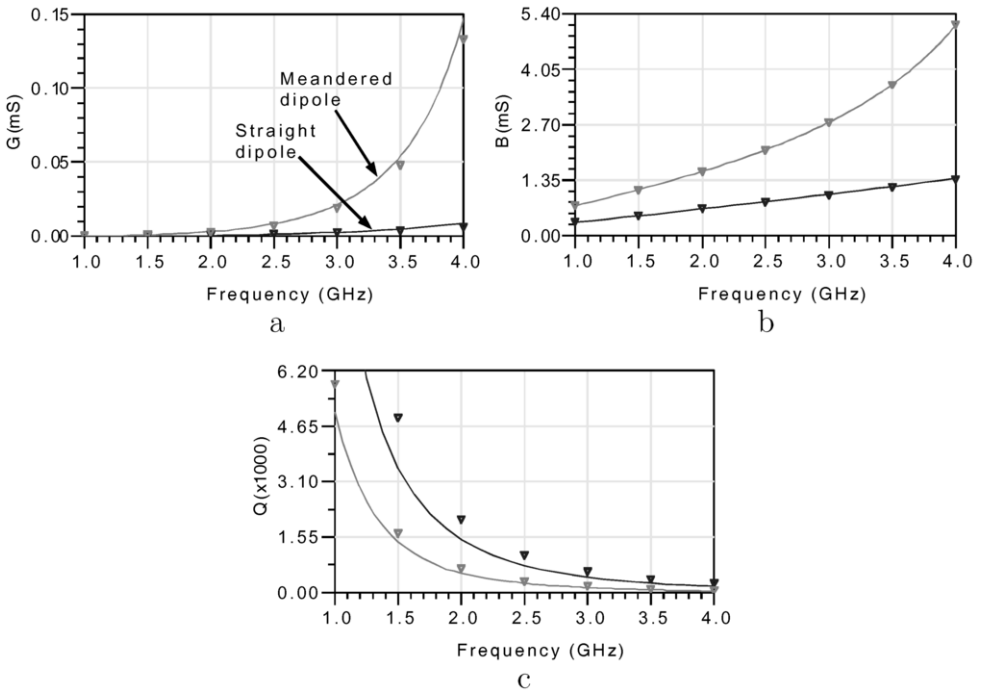 0.15
0.10
0.05
0.00
G(mS)
Meandered
dipole
Straight
dipole
1.0 1.5 2.0 2.5 3.0 3.5 4.0
Frequency (GHz)
a
5.40
4.05
2.70
1.35
0.00
B(mS)
1.0 1.5 2.0 2.5 3.0 3.5 4.0
Frequency (GHz)
b
6.20
4.65
3.10
1.55
0.00
Q(x1000)
1.0 1.5 2.0 2.5 3.0 3.5 4.0
Frequency (GHz)
c